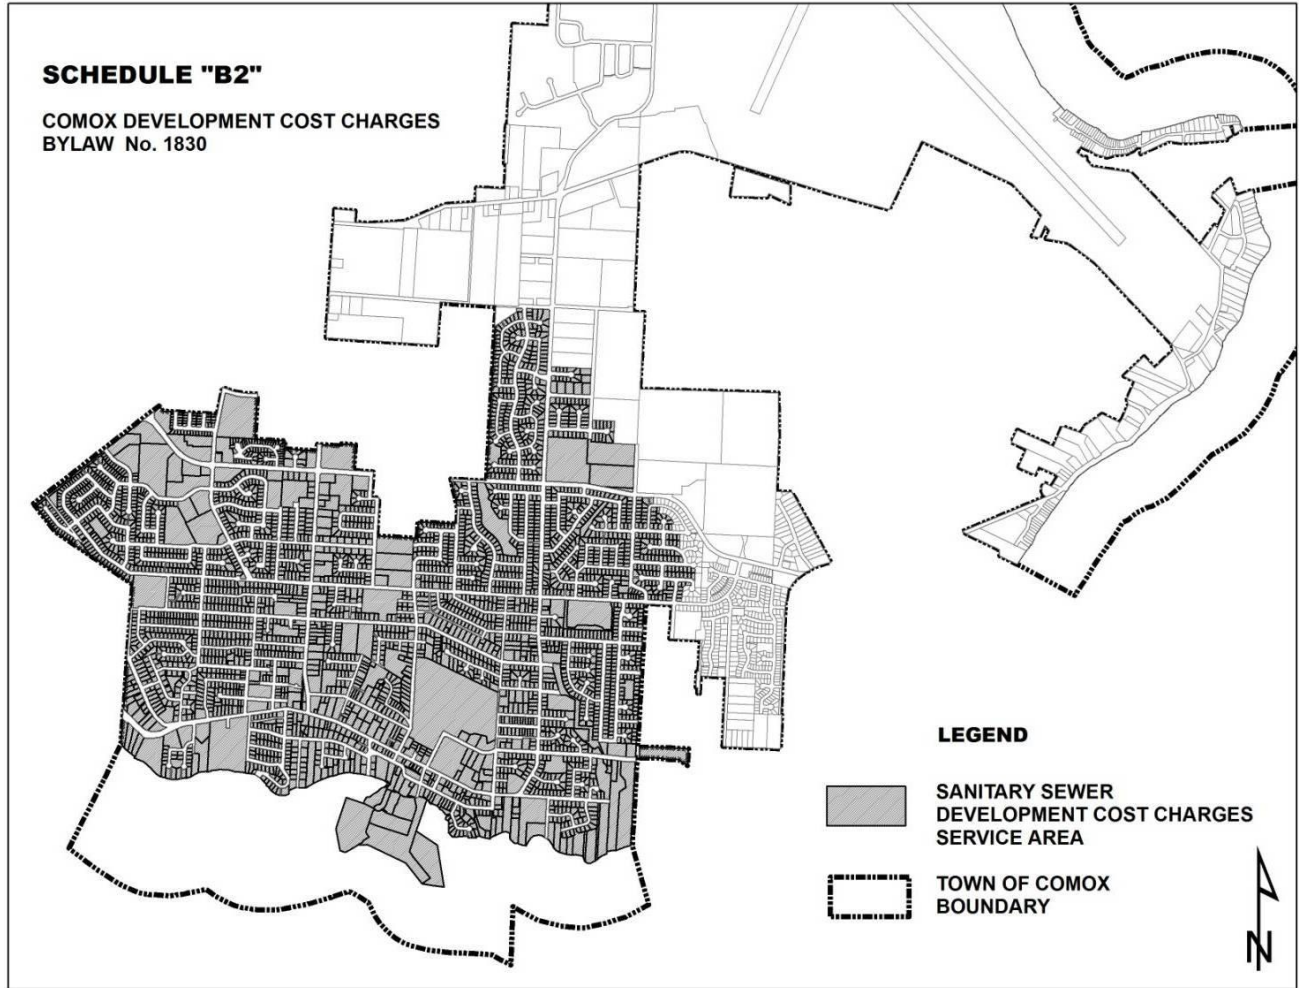 SCHEDULE "B2"
COMOX DEVELOPMENT COST CHARGES
BYLAW No. 1830
LEGEND
SANITARY SEWER
DEVELOPMENT COST CHARGES
SERVICE AREA
TOWN OF COMOX
BOUNDARY
N